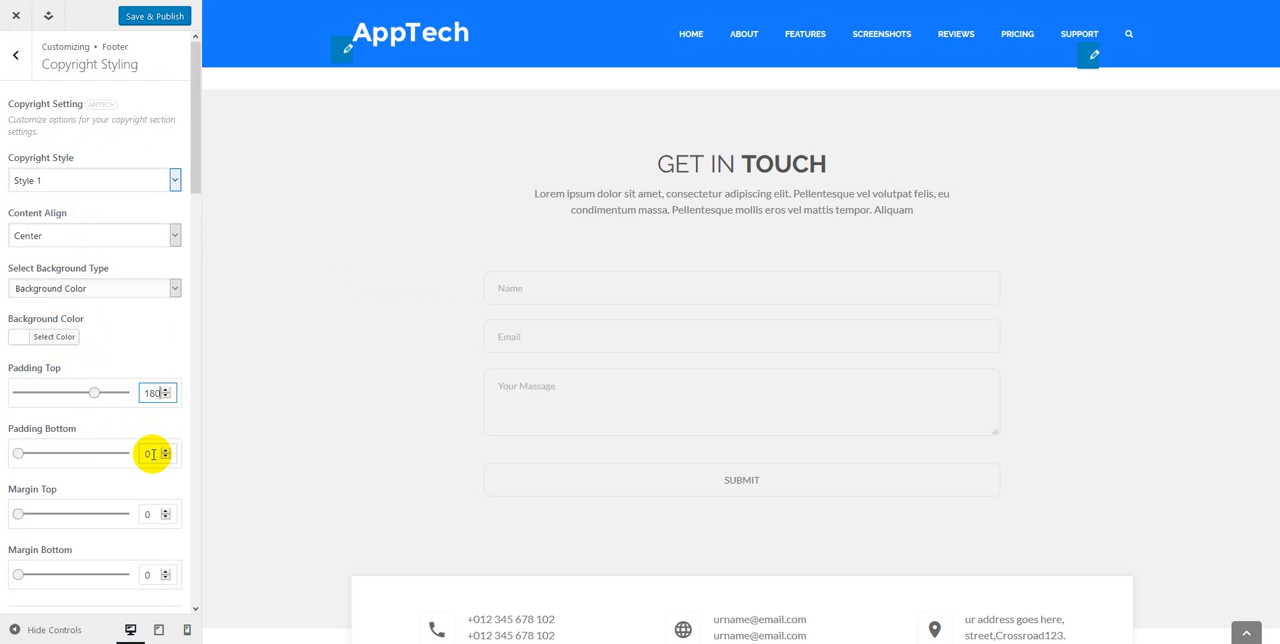 Save & Publish
Customizing • Footer
Copyright Styling
Copyright Setting APPTECH
Customize options for your copyright section
settings.
Copyright Style
Style 1
Content Align
Center
Select Background Type
Background Color
Background Color
Select Color
Padding Top
180
Padding Bottom
0
Margin Top
0
Margin Bottom
0
Hide Controls
AppTech
HOME
ABOUT
FEATURES
SCREENSHOTS
REVIEWS
PRICING
SUPPORT
GET IN TOUCH
Lorem ipsum dolor sit amet, consectetur adipiscing elit. Pellentesque vel volutpat felis, eu
condimentum massa. Pellentesque mollis eros vel mattis tempor. Aliquam
Name
Email
Your Massage
SUBMIT
+012 345 678 102
+012 345 678 102
urname@email.com
urname@email.com
ur address goes here,
street,Crossroad123.